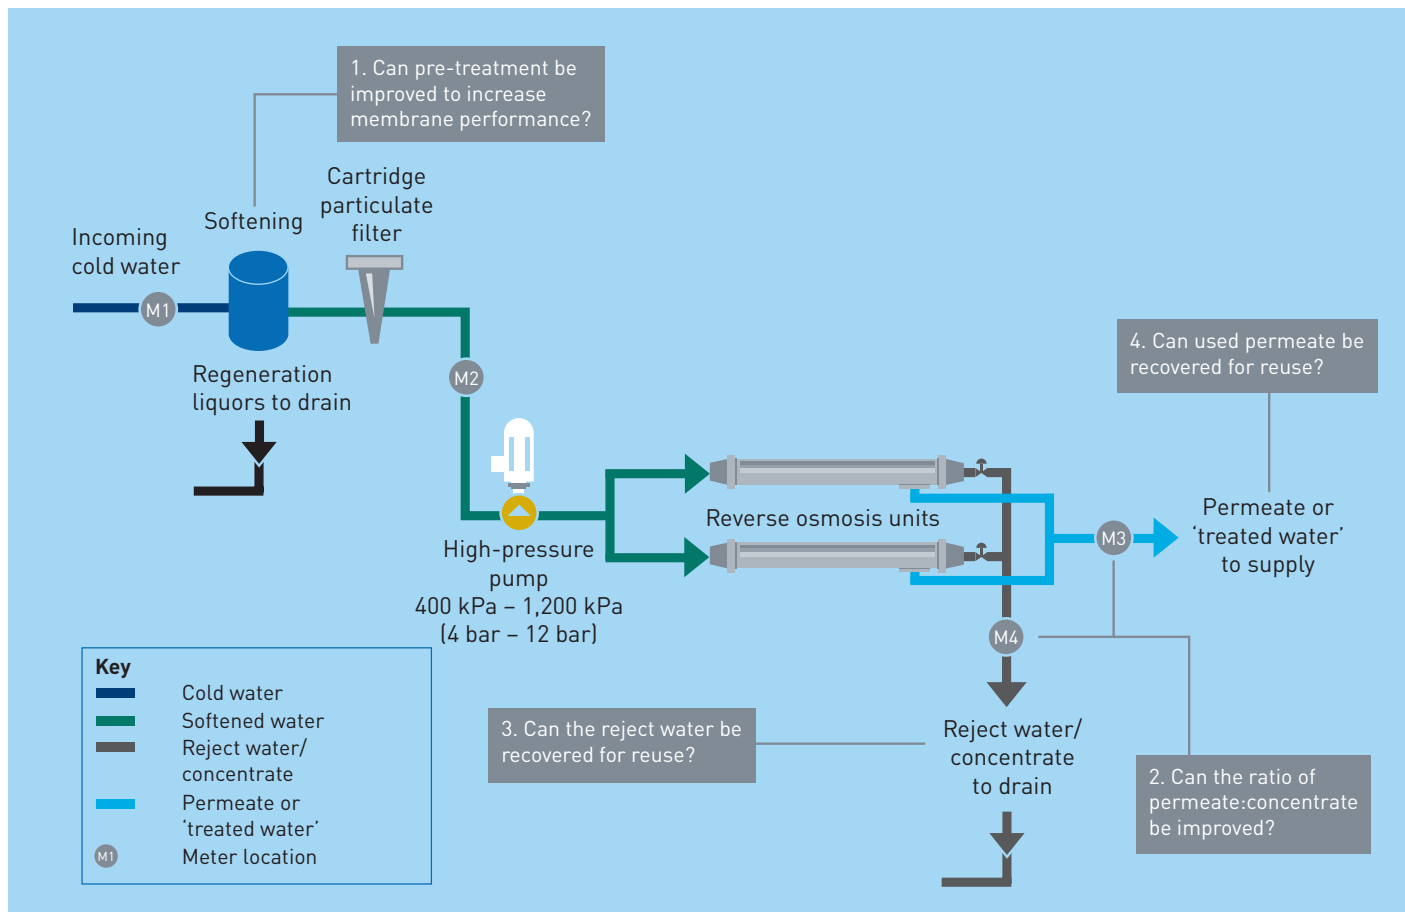 1. Can pre-treatment be
improved to increase
membrane performance?
Cartridge
particulate
filter
Softening
Incoming
cold water
M1
Regeneration
liquors to drain
M2
4. Can used permeate be
recovered for reuse?
High-pressure
pump
400 kPa – 1,200 kPa
(4 bar – 12 bar)
Reverse osmosis units
M3
Permeate or
‘treated water’
to supply
M4
Key
Cold water
Softened water
Reject water/
concentrate
Permeate or
‘treated water’
M1
Meter location
3. Can the reject water be
recovered for reuse?
Reject water/
concentrate
to drain
2. Can the ratio of
permeate:concentrate
be improved?